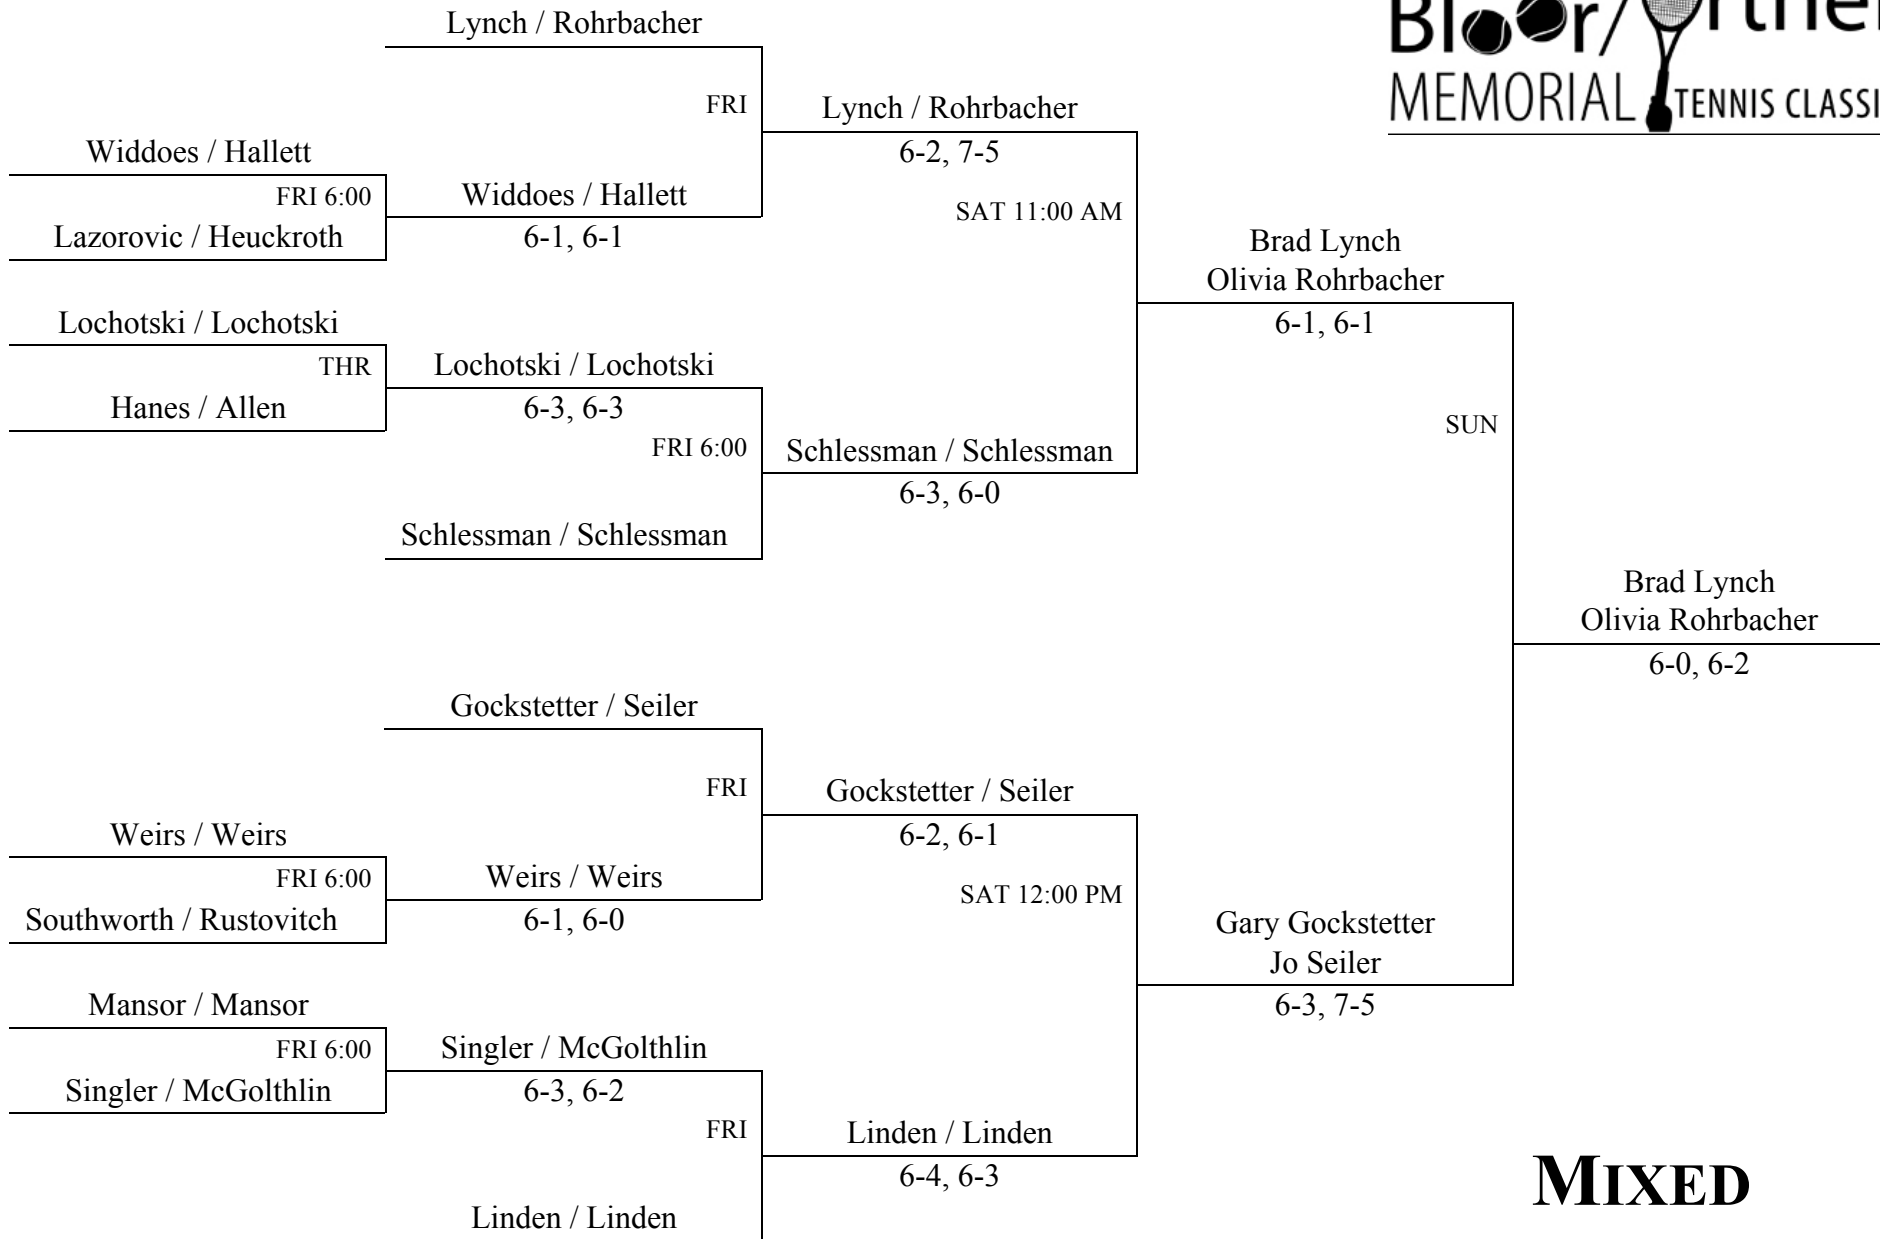 Lynch / Rohrbacher
MEMORIAL TENNIS CLASSI
FRI
Lynch / Rohrbacher
6-2, 7-5
Widdoes / Hallett
FRI 6:00
Lazorovic / Heuckroth
Widdoes / Hallett
6-1, 6-1
SAT 11:00 AM
Brad Lynch
Olivia Rohrbacher
6-1, 6-1
Lochotski / Lochotski
THR
Hanes / Allen
Lochotski / Lochotski
6-3, 6-3
FRI 6:00
Schlessman / Schlessman
6-3, 6-0
Schlessman / Schlessman
SUN
Brad Lynch
Olivia Rohrbacher
6-0, 6-2
Gockstetter / Seiler
FRI
Gockstetter / Seiler
6-2, 6-1
Weirs / Weirs
FRI 6:00
Southworth / Rustovitch
Weirs / Weirs
6-1, 6-0
SAT 12:00 PM
Gary Gockstetter
Jo Seiler
6-3, 7-5
Mansor / Mansor
FRI 6:00
Singler / McGolthlin
Singler / McGolthlin
6-3, 6-2
FRI
Linden / Linden
6-4, 6-3
Linden / Linden
MIXED